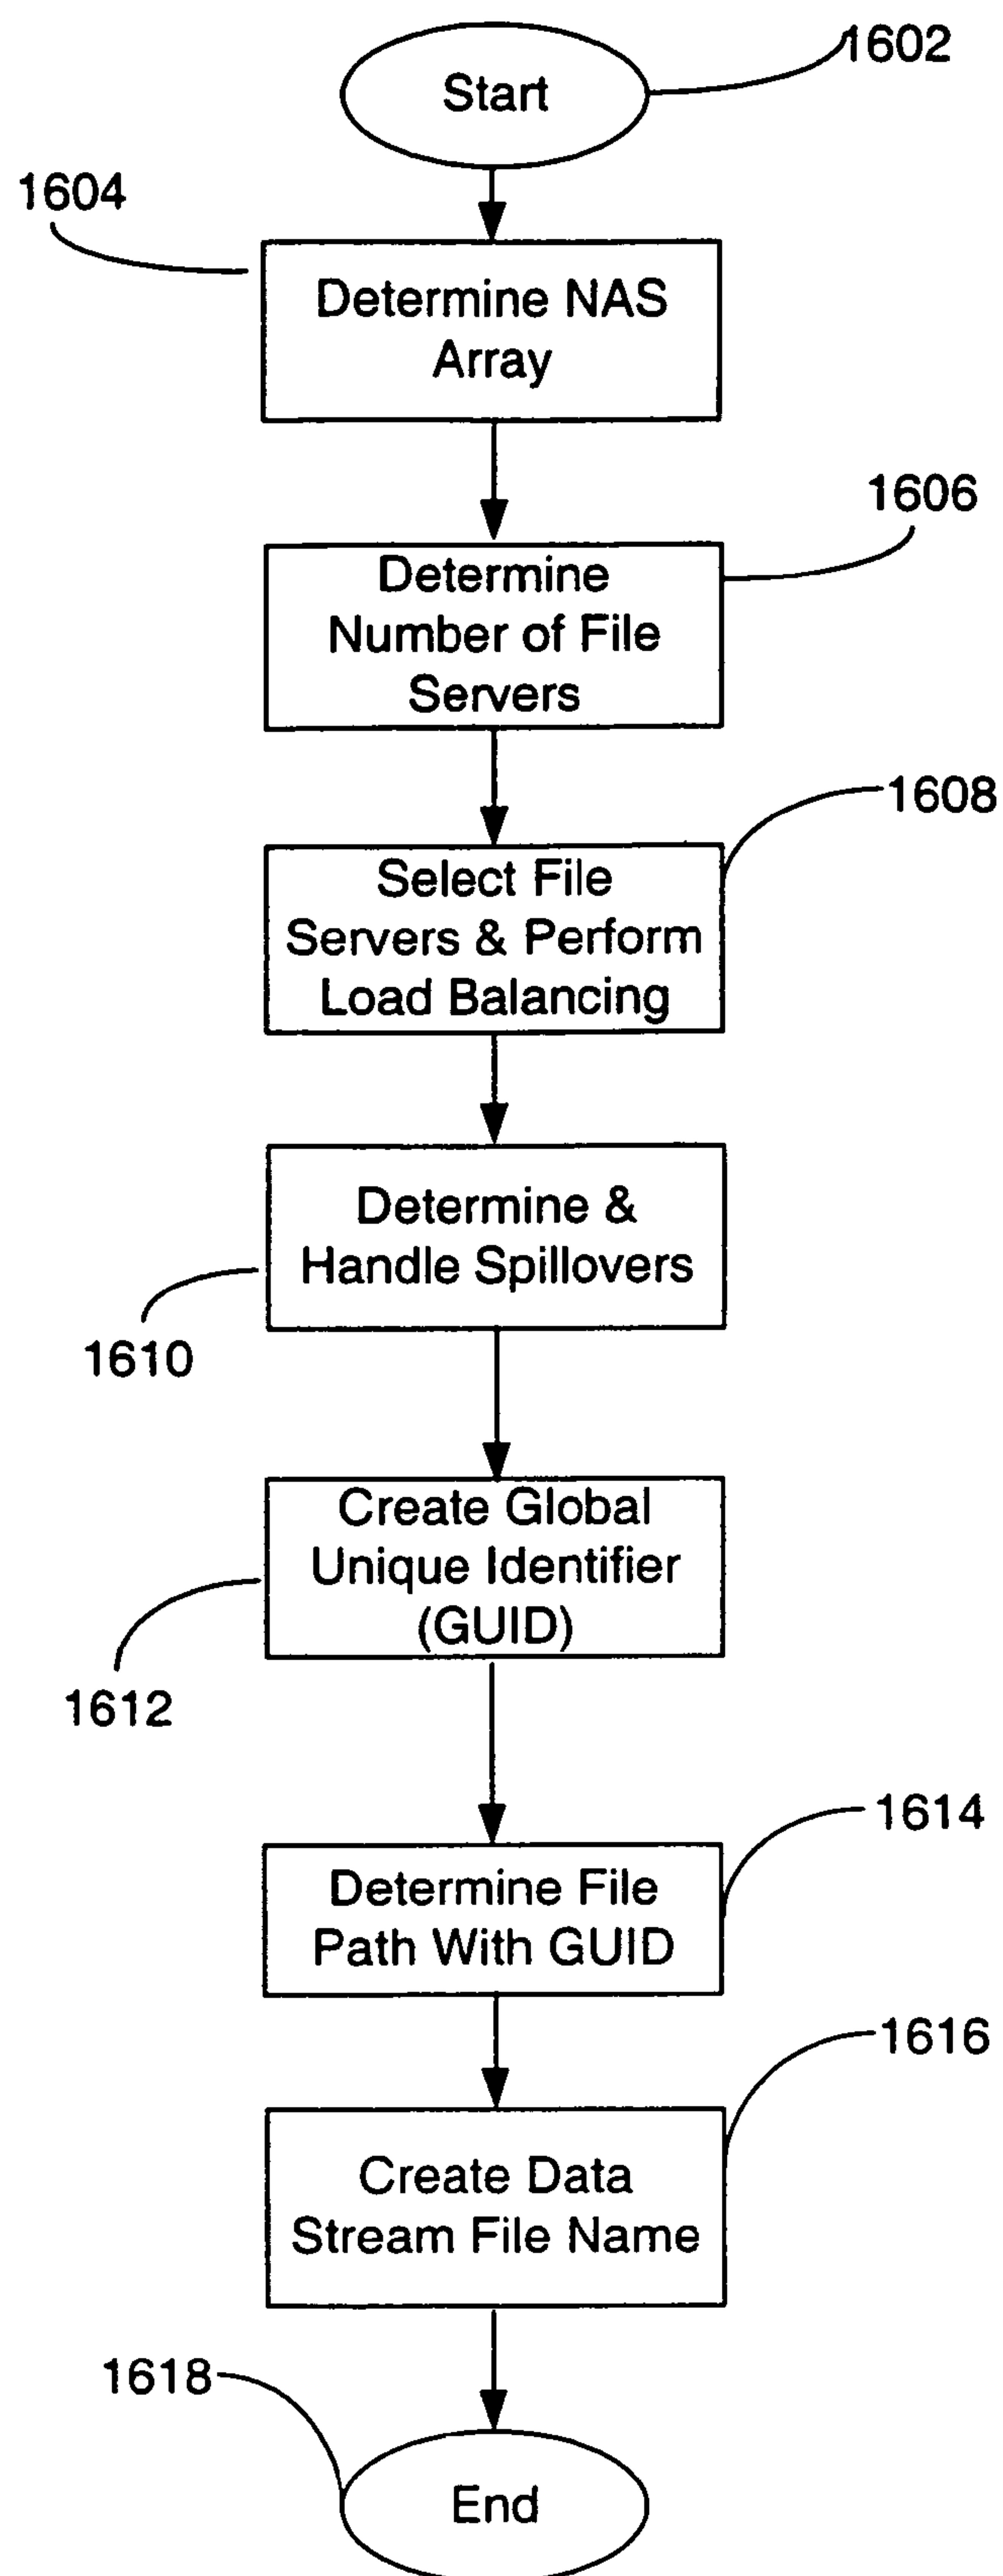 1602
Start
1604
Determine NAS
Array
1606
Determine
Number of File
Servers
1608
Select File
Servers & Perform
Load Balancing
Determine &
Handle Spillovers
1610
Create Global
Unique Identifier
(GUID)
1612
1614
Determine File
Path With GUID
1616
Create Data
Stream File Name
1618
End